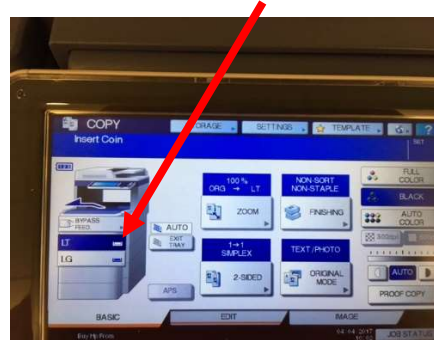 COPY
Insert Coin
ORAGE
SETTINGS
TEMPLATE
?
SET
100 %
ORG → LT
NON-SORT
NON-STAPLE
FULL
COLOR
BLACK
AUTO
COLOR
ZOOM
FINISHING
BYPASS
FEED
AUTO
EXIT
TRAY
LT
LG
1→1
SIMPLEX
TEXT/PHOTO
2-SIDED
ORIGINAL
MODE
AUTO
APS
PROOF COPY
BASIC
EDIT
IMAGE
JOB STATUS